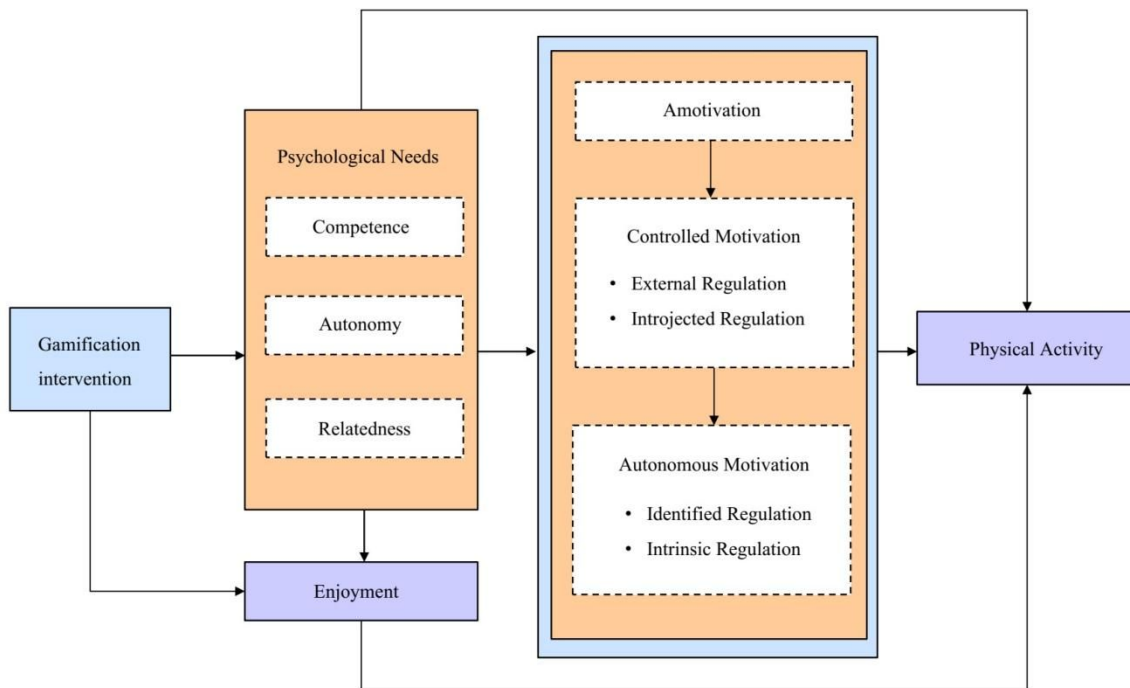 Gamification
intervention
Psychological Needs
Competence
Autonomy
Relatedness
Enjoyment
Amotivation
Controlled Motivation
• External Regulation
• Introjected Regulation
Autonomous Motivation
• Identified Regulation
• Intrinsic Regulation
Physical Activity